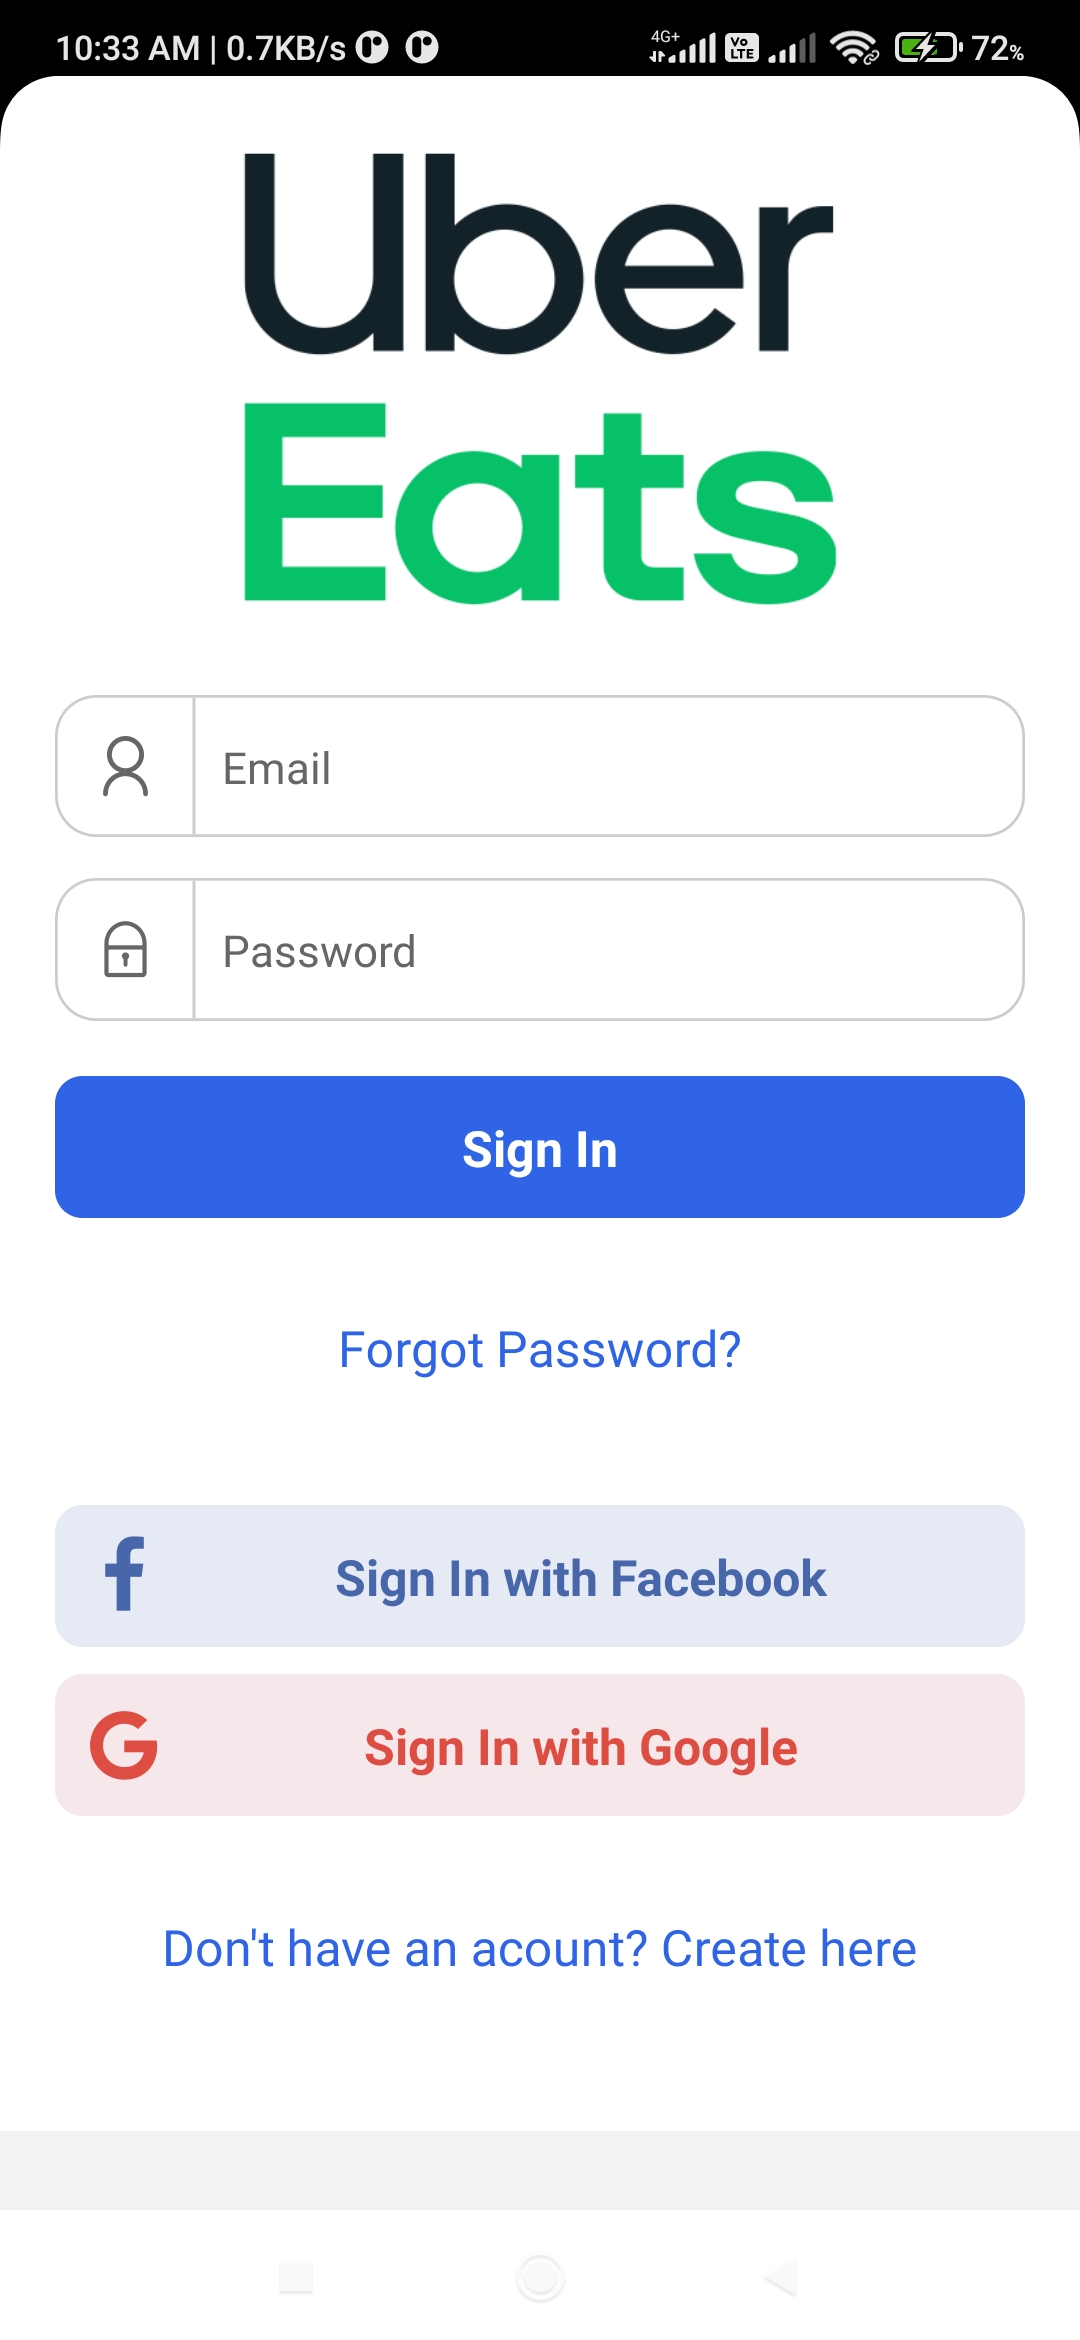 10:33 AM | 0.7KB/s 4G+ Vo LTE 72%
Uber
Eats
Email
Password
Sign In
Forgot Password?
Sign In with Facebook
Sign In with Google
Don't have an acount? Create here